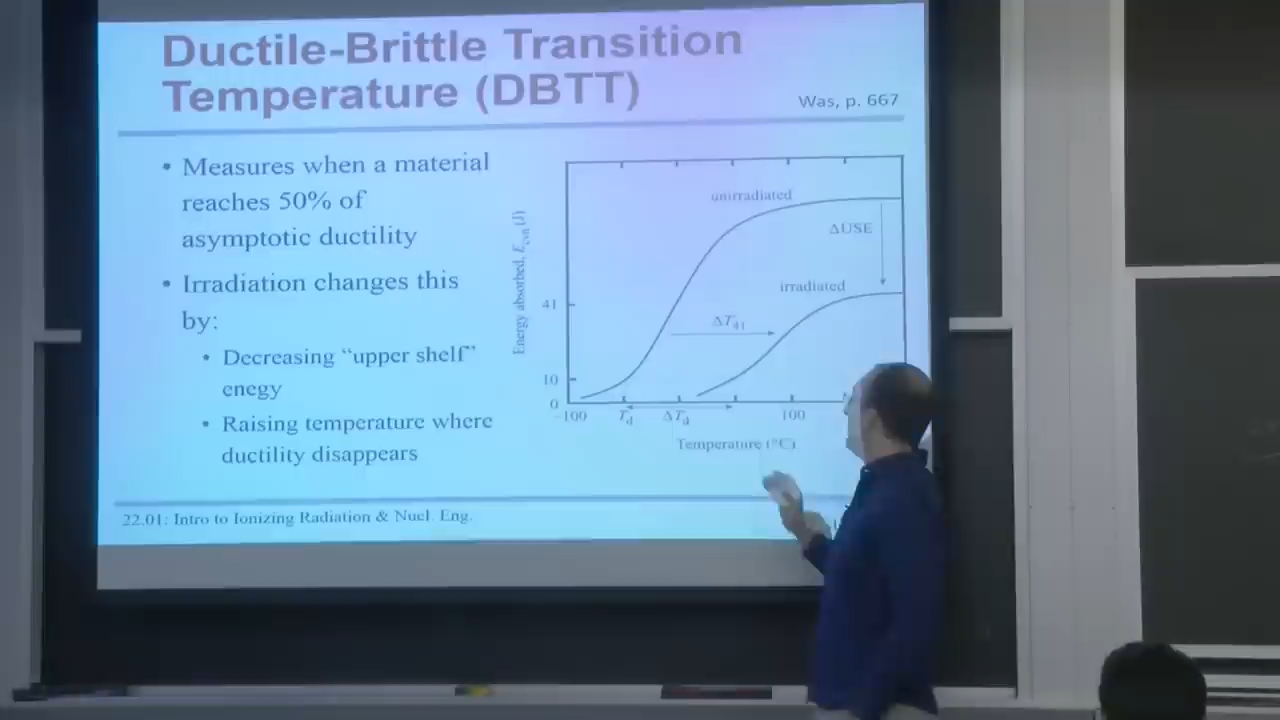 Ductile-Brittle Transition
Temperature (DBTT)
Was, p. 667
• Measures when a material
reaches 50% of
asymptotic ductility
• Irradiation changes this
by:
• Decreasing “upper shelf”
enegy
• Raising temperature where
ductility disappears
unirradiated
ΔUSE
irradiated
ΔT41
Energy absorbed, Ecvn (J)
41
10
0
-100
Td
ΔTd
100
Temperature (°C)
22.01: Intro to Ionizing Radiation & Nucl. Eng.